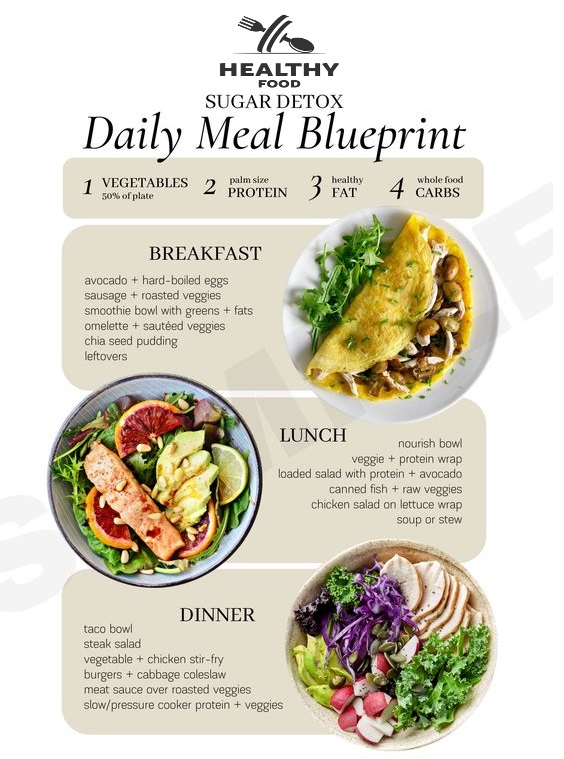 HEALTHY
FOOD
SUGAR DETOX
Daily Meal Blueprint
1 VEGETABLES 50% of plate
2 palm size PROTEIN
3 healthy FAT
4 whole food CARBS
BREAKFAST
avocado + hard-boiled eggs
sausage + roasted veggies
smoothie bowl with greens + fats
omelette + sautéed veggies
chia seed pudding
leftovers
LUNCH
nourish bowl
veggie + protein wrap
loaded salad with protein + avocado
canned fish + raw veggies
chicken salad on lettuce wrap
soup or stew
DINNER
taco bowl
steak salad
vegetable + chicken stir-fry
burgers + cabbage coleslaw
meat sauce over roasted veggies
slow/pressure cooker protein + veggies
SAMPLE